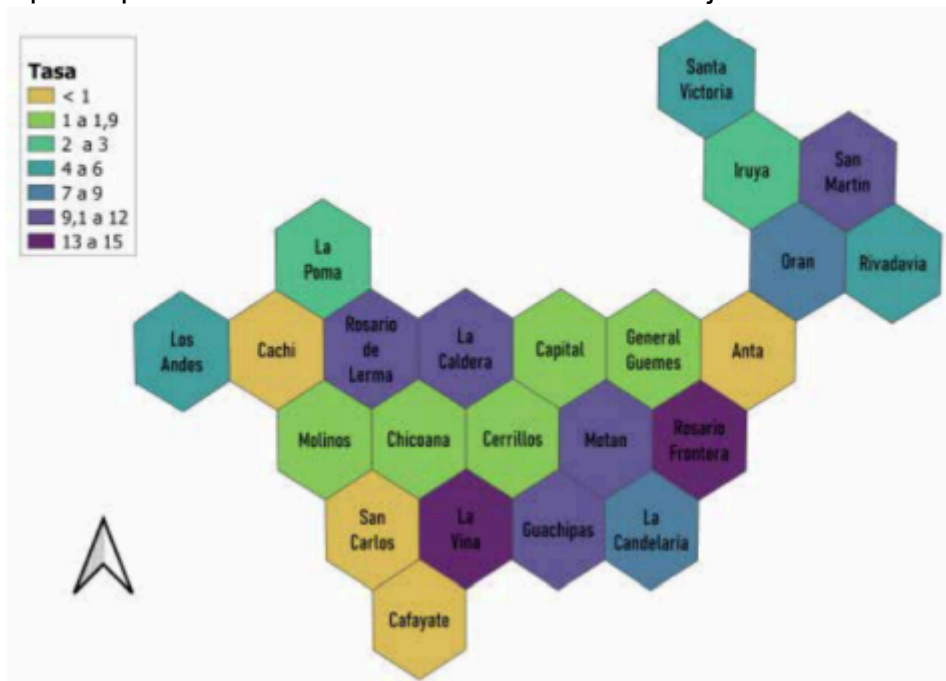 Tasa
< 1
1 a 1,9
2 a 3
4 a 6
7 a 9
9,1 a 12
13 a 15
Santa
Victoria
Iruya
San
Martin
La
Poma
Oran
Rivadavia
Los
Andes
Cachi
Rosario
de
Lerma
La
Caldera
Capital
General
Guemes
Anta
Molinos
Chicoana
Cerrillos
Metan
Rosario
Frontera
San
Carlos
La
Vina
Guachipas
La
Candelaria
Cafayate